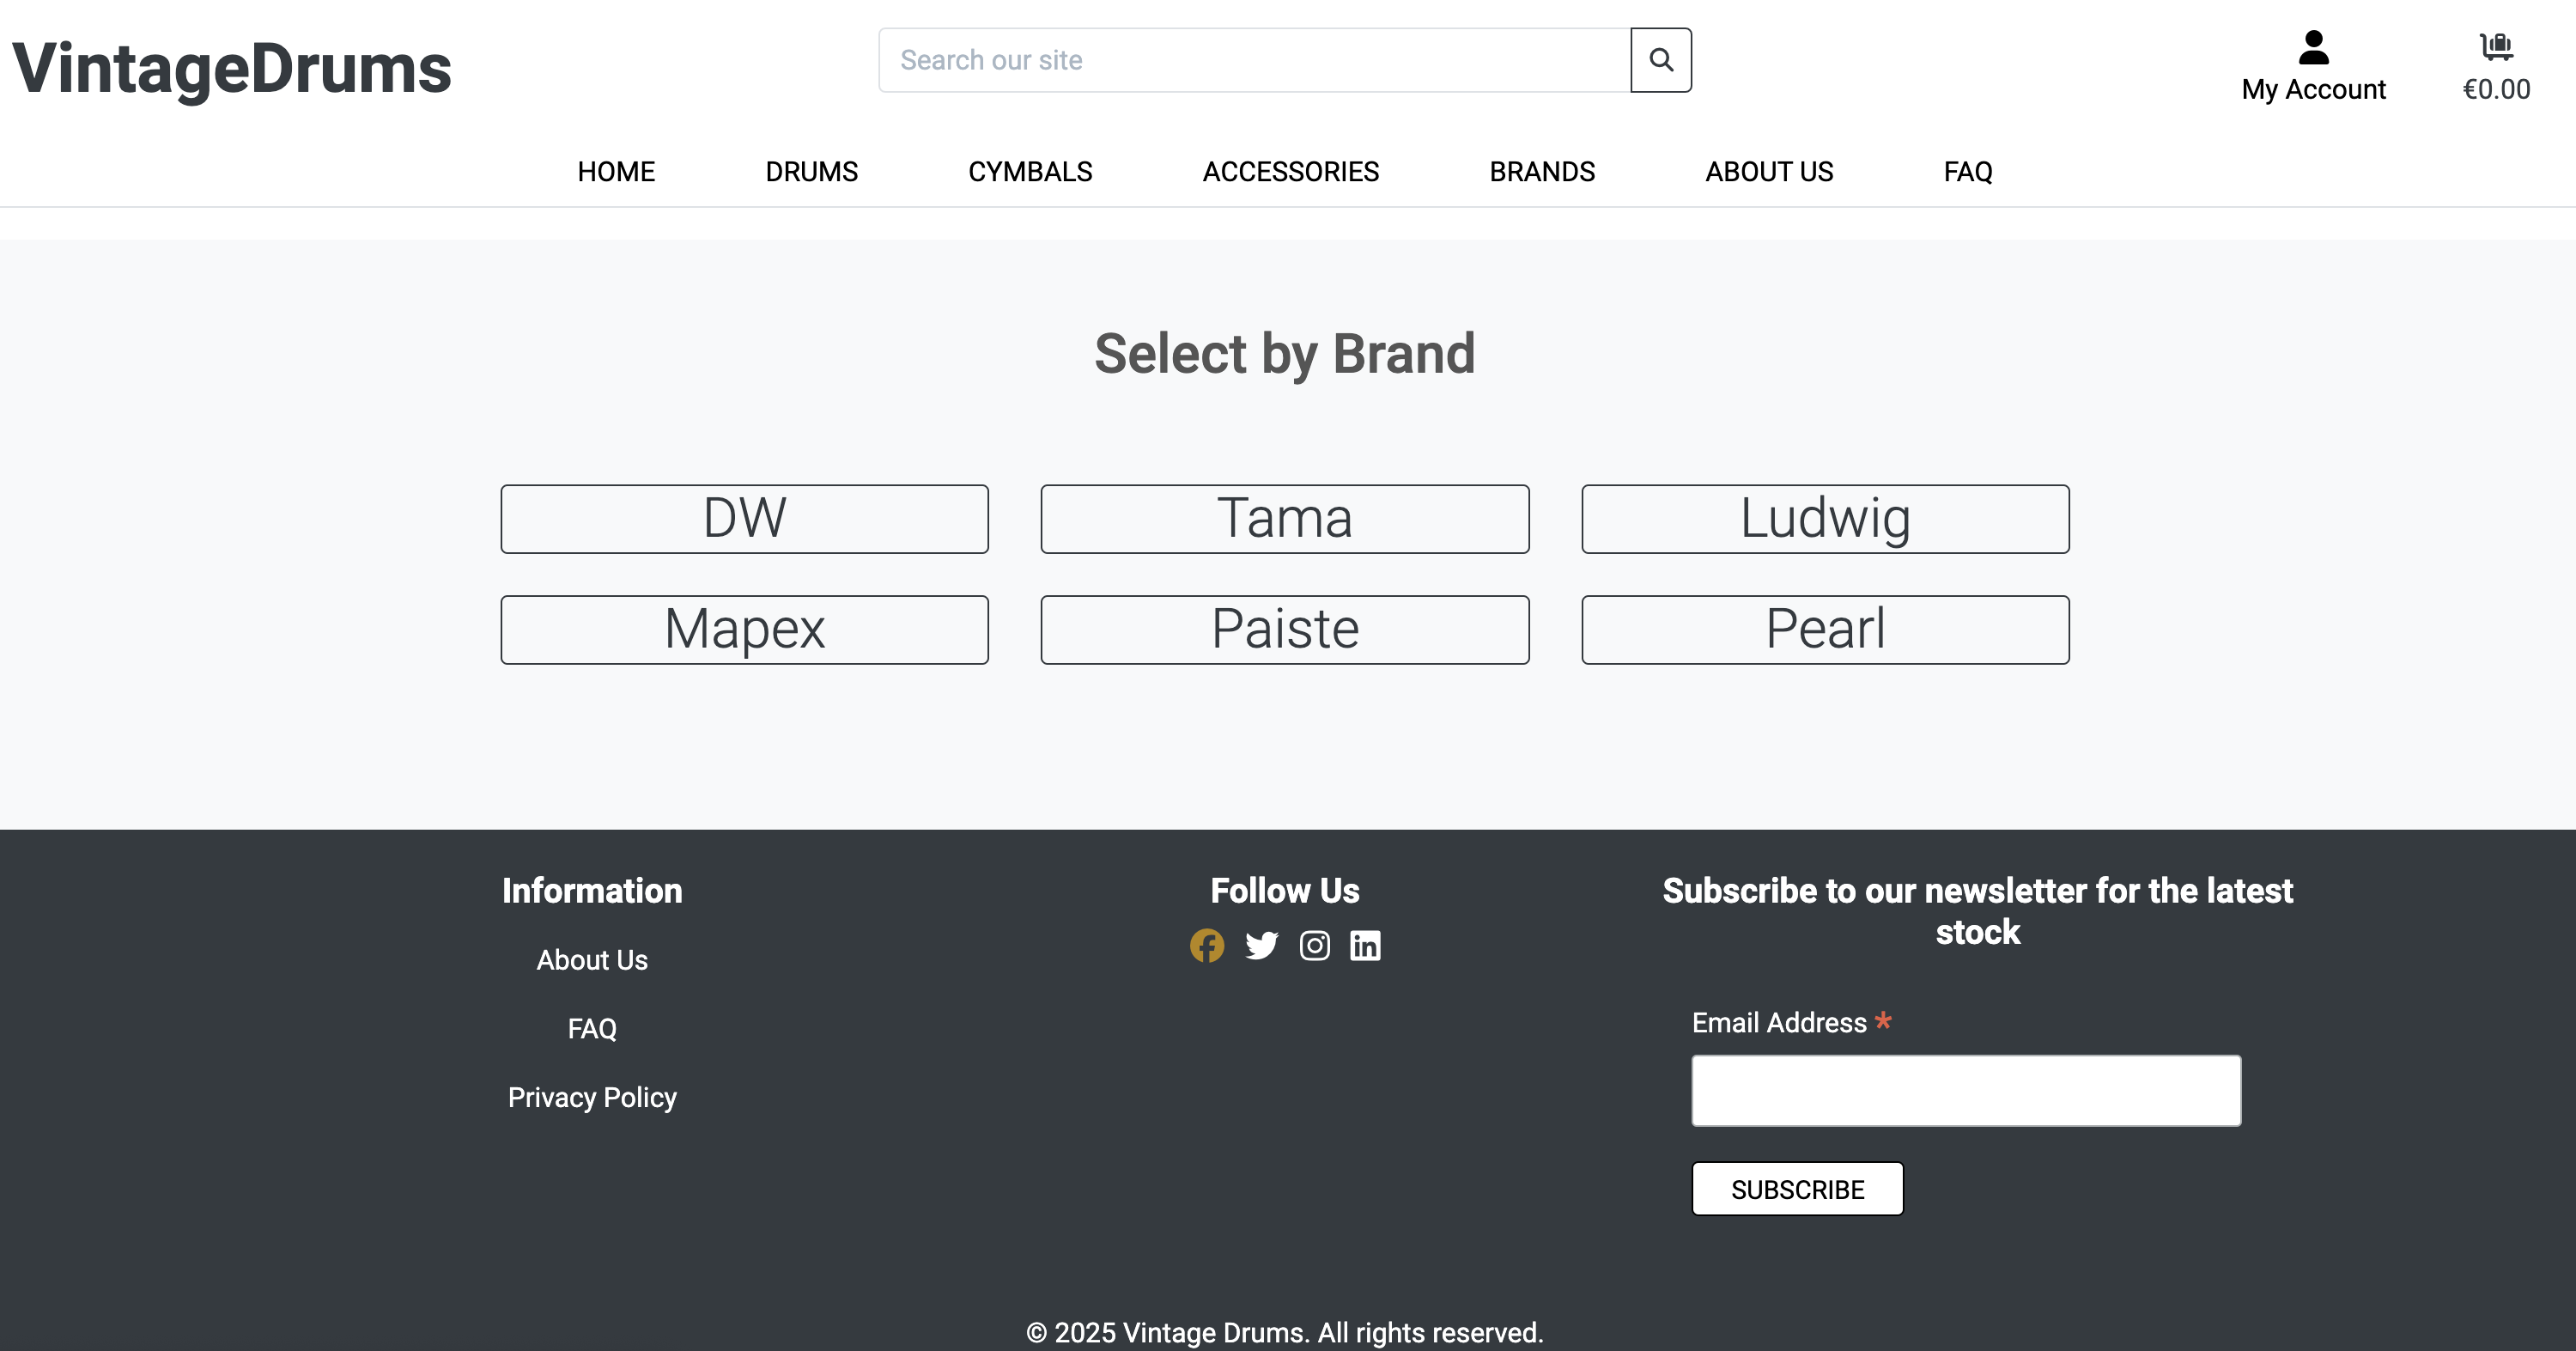 VintageDrums
Search our site
My Account
€0.00
HOME
DRUMS
CYMBALS
ACCESSORIES
BRANDS
ABOUT US
FAQ
Select by Brand
DW
Tama
Ludwig
Mapex
Paiste
Pearl
Information
About Us
FAQ
Privacy Policy
Follow Us
Subscribe to our newsletter for the latest
stock
Email Address *
SUBSCRIBE
© 2025 Vintage Drums. All rights reserved.